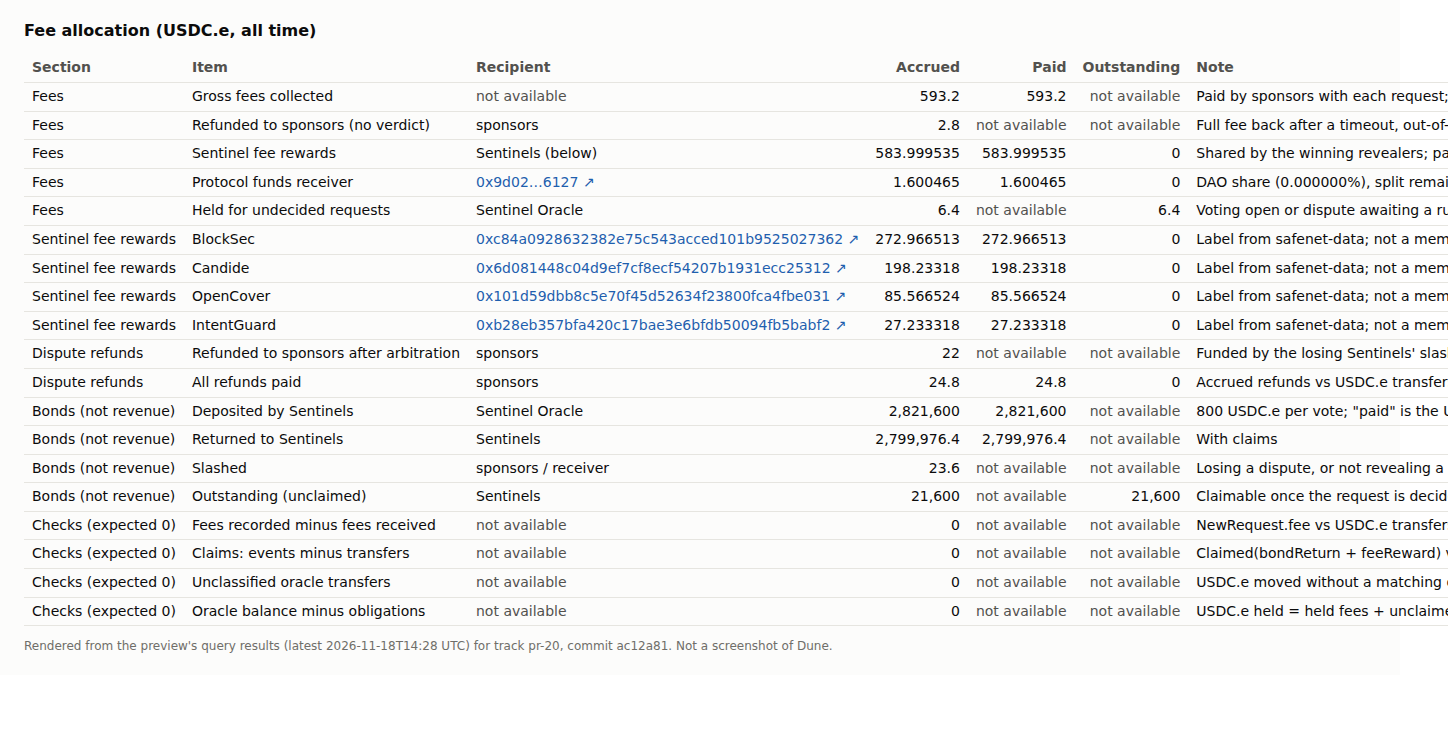 Fee allocation (USDC.e, all time)
Section Item Recipient Accrued Paid Outstanding Note
Fees Gross fees collected not available 593.2 593.2 not available Paid by sponsors with each request;
Fees Refunded to sponsors (no verdict) sponsors 2.8 not available not available Full fee back after a timeout, out-of-
Fees Sentinel fee rewards Sentinels (below) 583.999535 583.999535 0 Shared by the winning revealers; pa
Fees Protocol funds receiver 0x9d02...6127 ↗ 1.600465 1.600465 0 DAO share (0.000000%), split remai
Fees Held for undecided requests Sentinel Oracle 6.4 not available 6.4 Voting open or dispute awaiting a ru
Sentinel fee rewards BlockSec 0xc84a0928632382e75c543acced101b9525027362 ↗ 272.966513 272.966513 0 Label from safenet-data; not a mem
Sentinel fee rewards Candide 0x6d081448c04d9ef7cf8ecf54207b1931ecc25312 ↗ 198.23318 198.23318 0 Label from safenet-data; not a mem
Sentinel fee rewards OpenCover 0x101d59dbb8c5e70f45d52634f23800fca4fbe031 ↗ 85.566524 85.566524 0 Label from safenet-data; not a mem
Sentinel fee rewards IntentGuard 0xb28eb357bfa420c17bae3e6bfdb50094fb5babf2 ↗ 27.233318 27.233318 0 Label from safenet-data; not a mem
Dispute refunds Refunded to sponsors after arbitration sponsors 22 not available not available Funded by the losing Sentinels' slas
Dispute refunds All refunds paid sponsors 24.8 24.8 0 Accrued refunds vs USDC.e transfer
Bonds (not revenue) Deposited by Sentinels Sentinel Oracle 2,821,600 2,821,600 not available 800 USDC.e per vote; "paid" is the U
Bonds (not revenue) Returned to Sentinels Sentinels 2,799,976.4 2,799,976.4 not available With claims
Bonds (not revenue) Slashed sponsors / receiver 23.6 not available not available Losing a dispute, or not revealing a
Bonds (not revenue) Outstanding (unclaimed) Sentinels 21,600 not available 21,600 Claimable once the request is decid
Checks (expected 0) Fees recorded minus fees received not available 0 not available not available NewRequest.fee vs USDC.e transfer
Checks (expected 0) Claims: events minus transfers not available 0 not available not available Claimed(bondReturn + feeReward) v
Checks (expected 0) Unclassified oracle transfers not available 0 not available not available USDC.e moved without a matching
Checks (expected 0) Oracle balance minus obligations not available 0 not available not available USDC.e held = held fees + unclaime
Rendered from the preview's query results (latest 2026-11-18T14:28 UTC) for track pr-20, commit ac12a81. Not a screenshot of Dune.